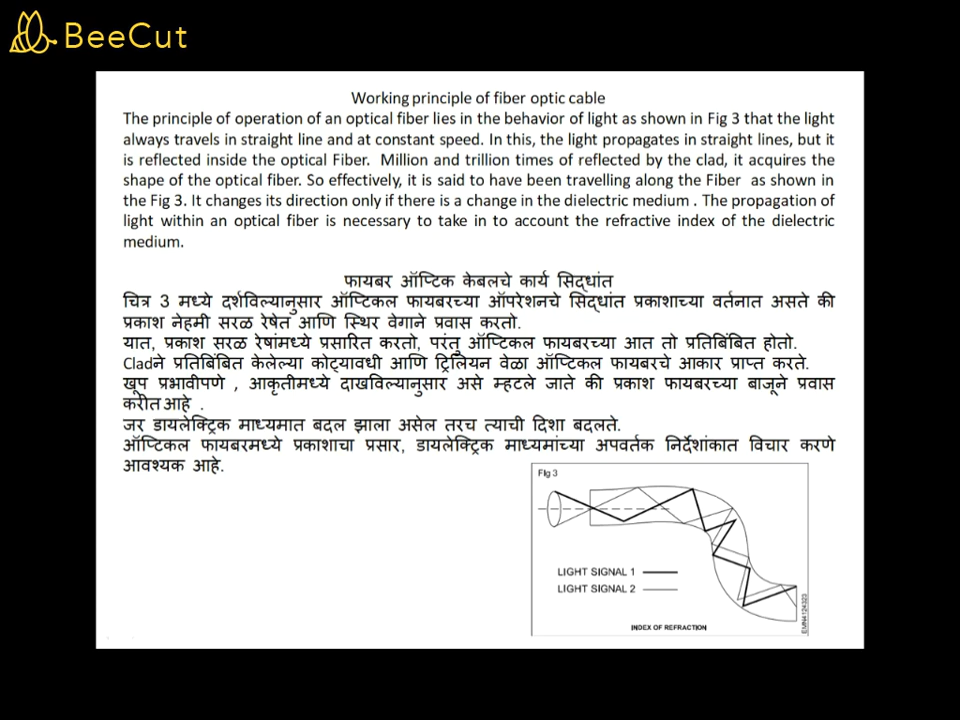 BeeCut
Working principle of fiber optic cable
The principle of operation of an optical fiber lies in the behavior of light as shown in Fig 3 that the light
always travels in straight line and at constant speed. In this, the light propagates in straight lines, but it
is reflected inside the optical Fiber. Million and trillion times of reflected by the clad, it acquires the
shape of the optical fiber. So effectively, it is said to have been travelling along the Fiber as shown in
the Fig 3. It changes its direction only if there is a change in the dielectric medium . The propagation of
light within an optical fiber is necessary to take in to account the refractive index of the dielectric
medium.
फायबर ऑप्टिक केबलचे कार्य सिद्धांत
चित्र 3 मध्ये दर्शविल्यानुसार ऑप्टिकल फायबरच्या ऑपरेशनचे सिद्धांत प्रकाशाच्या वर्तनात असते की
प्रकाश नेहमी सरळ रेषेत आणि स्थिर वेगाने प्रवास करतो.
यात, प्रकाश सरळ रेषांमध्ये प्रसारित करतो, परंतु ऑप्टिकल फायबरच्या आत तो प्रतिबिंबित होतो.
Cladने प्रतिबिंबित केलेल्या कोट्यावधी आणि ट्रिलियन वेळा ऑप्टिकल फायबरचे आकार प्राप्त करते.
खूप प्रभावीपणे , आकृतीमध्ये दाखविल्यानुसार असे म्हटले जाते की प्रकाश फायबरच्या बाजूने प्रवास
करीत आहे .
जर डायलेक्ट्रिक माध्यमात बदल झाला असेल तरच त्याची दिशा बदलते.
ऑप्टिकल फायबरमध्ये प्रकाशाचा प्रसार, डायलेक्ट्रिक माध्यमांच्या अपवर्तक निर्देशांकात विचार करणे
आवश्यक आहे.
Fig 3
LIGHT SIGNAL 1
LIGHT SIGNAL 2
INDEX OF REFRACTION
EMN4124323